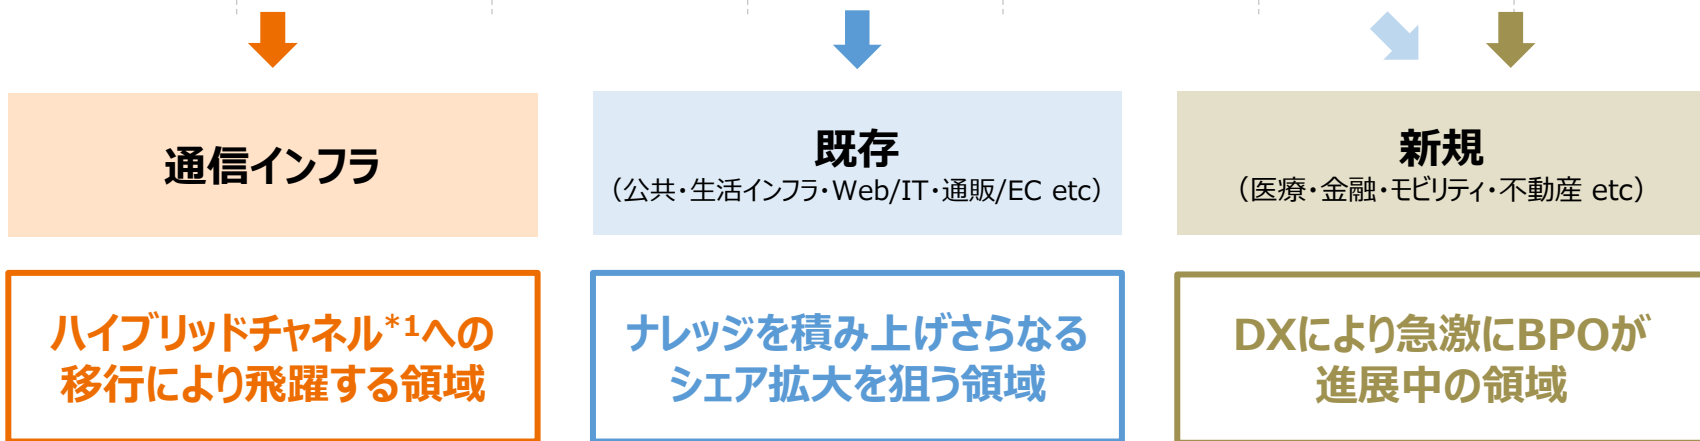 通信インフラ
既存
（公共・生活インフラ・Web/IT・通販/EC etc）
新規
（医療・金融・モビリティ・不動産 etc）
ハイブリッドチャネル*1への
移行により飛躍する領域
ナレッジを積み上げさらなる
シェア拡大を狙う領域
DXにより急激にBPOが
進展中の領域